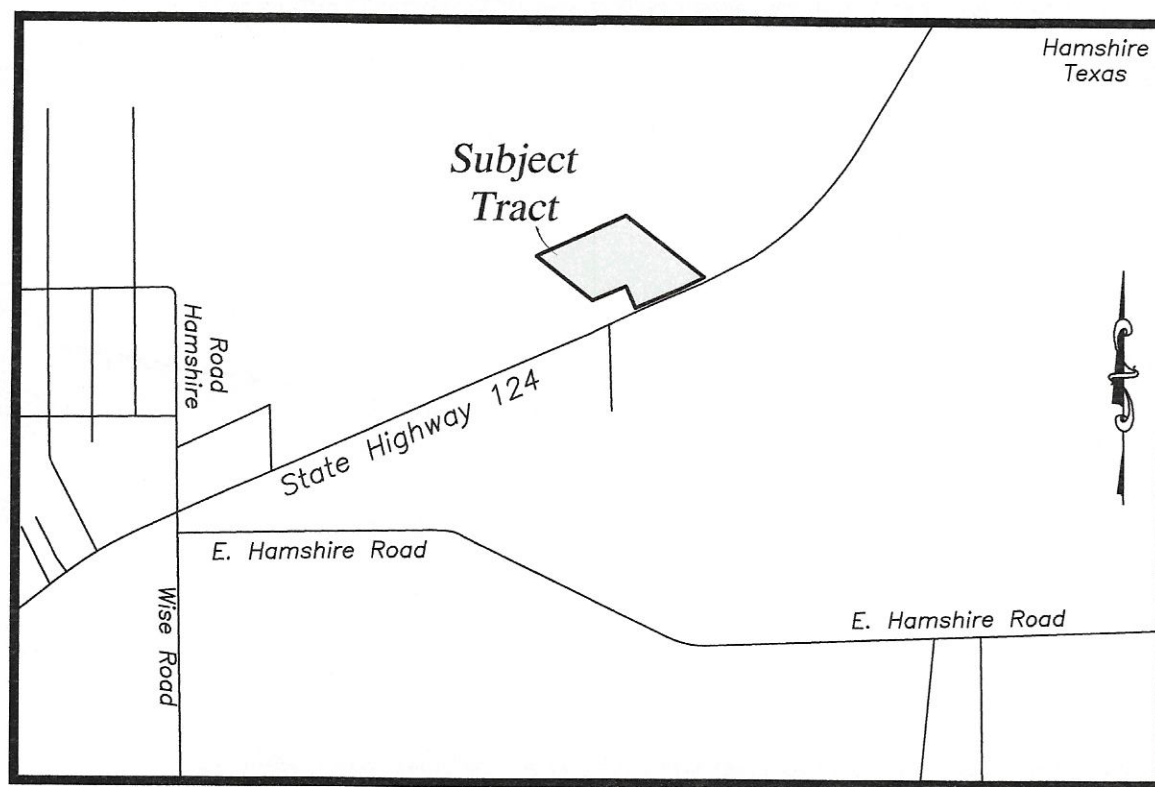 Hamshire
Texas
Subject
Tract
Road
Hamshire
State Highway 124
E. Hamshire Road
Wise Road
E. Hamshire Road